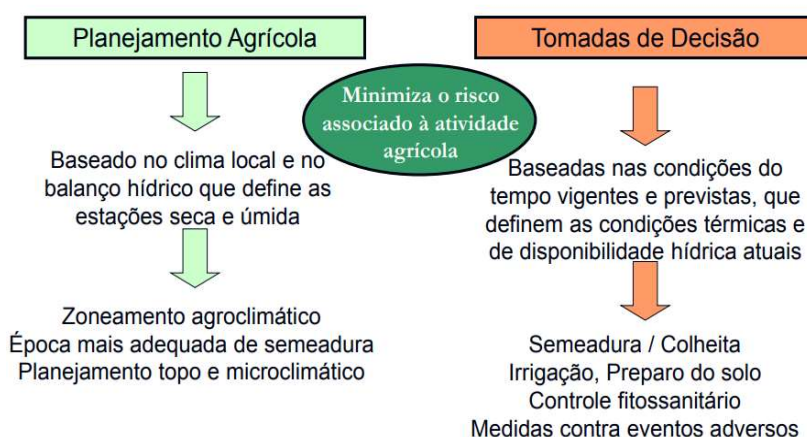 Planejamento Agrícola
Tomadas de Decisão
Minimiza o risco
associado à atividade
agrícola
Baseado no clima local e no
balanço hídrico que define as
estações seca e úmida
Baseadas nas condições do
tempo vigentes e previstas, que
definem as condições térmicas e
de disponibilidade hídrica atuais
Zoneamento agroclimático
Época mais adequada de semeadura
Planejamento topo e microclimático
Semeadura / Colheita
Irrigação, Preparo do solo
Controle fitossanitário
Medidas contra eventos adversos